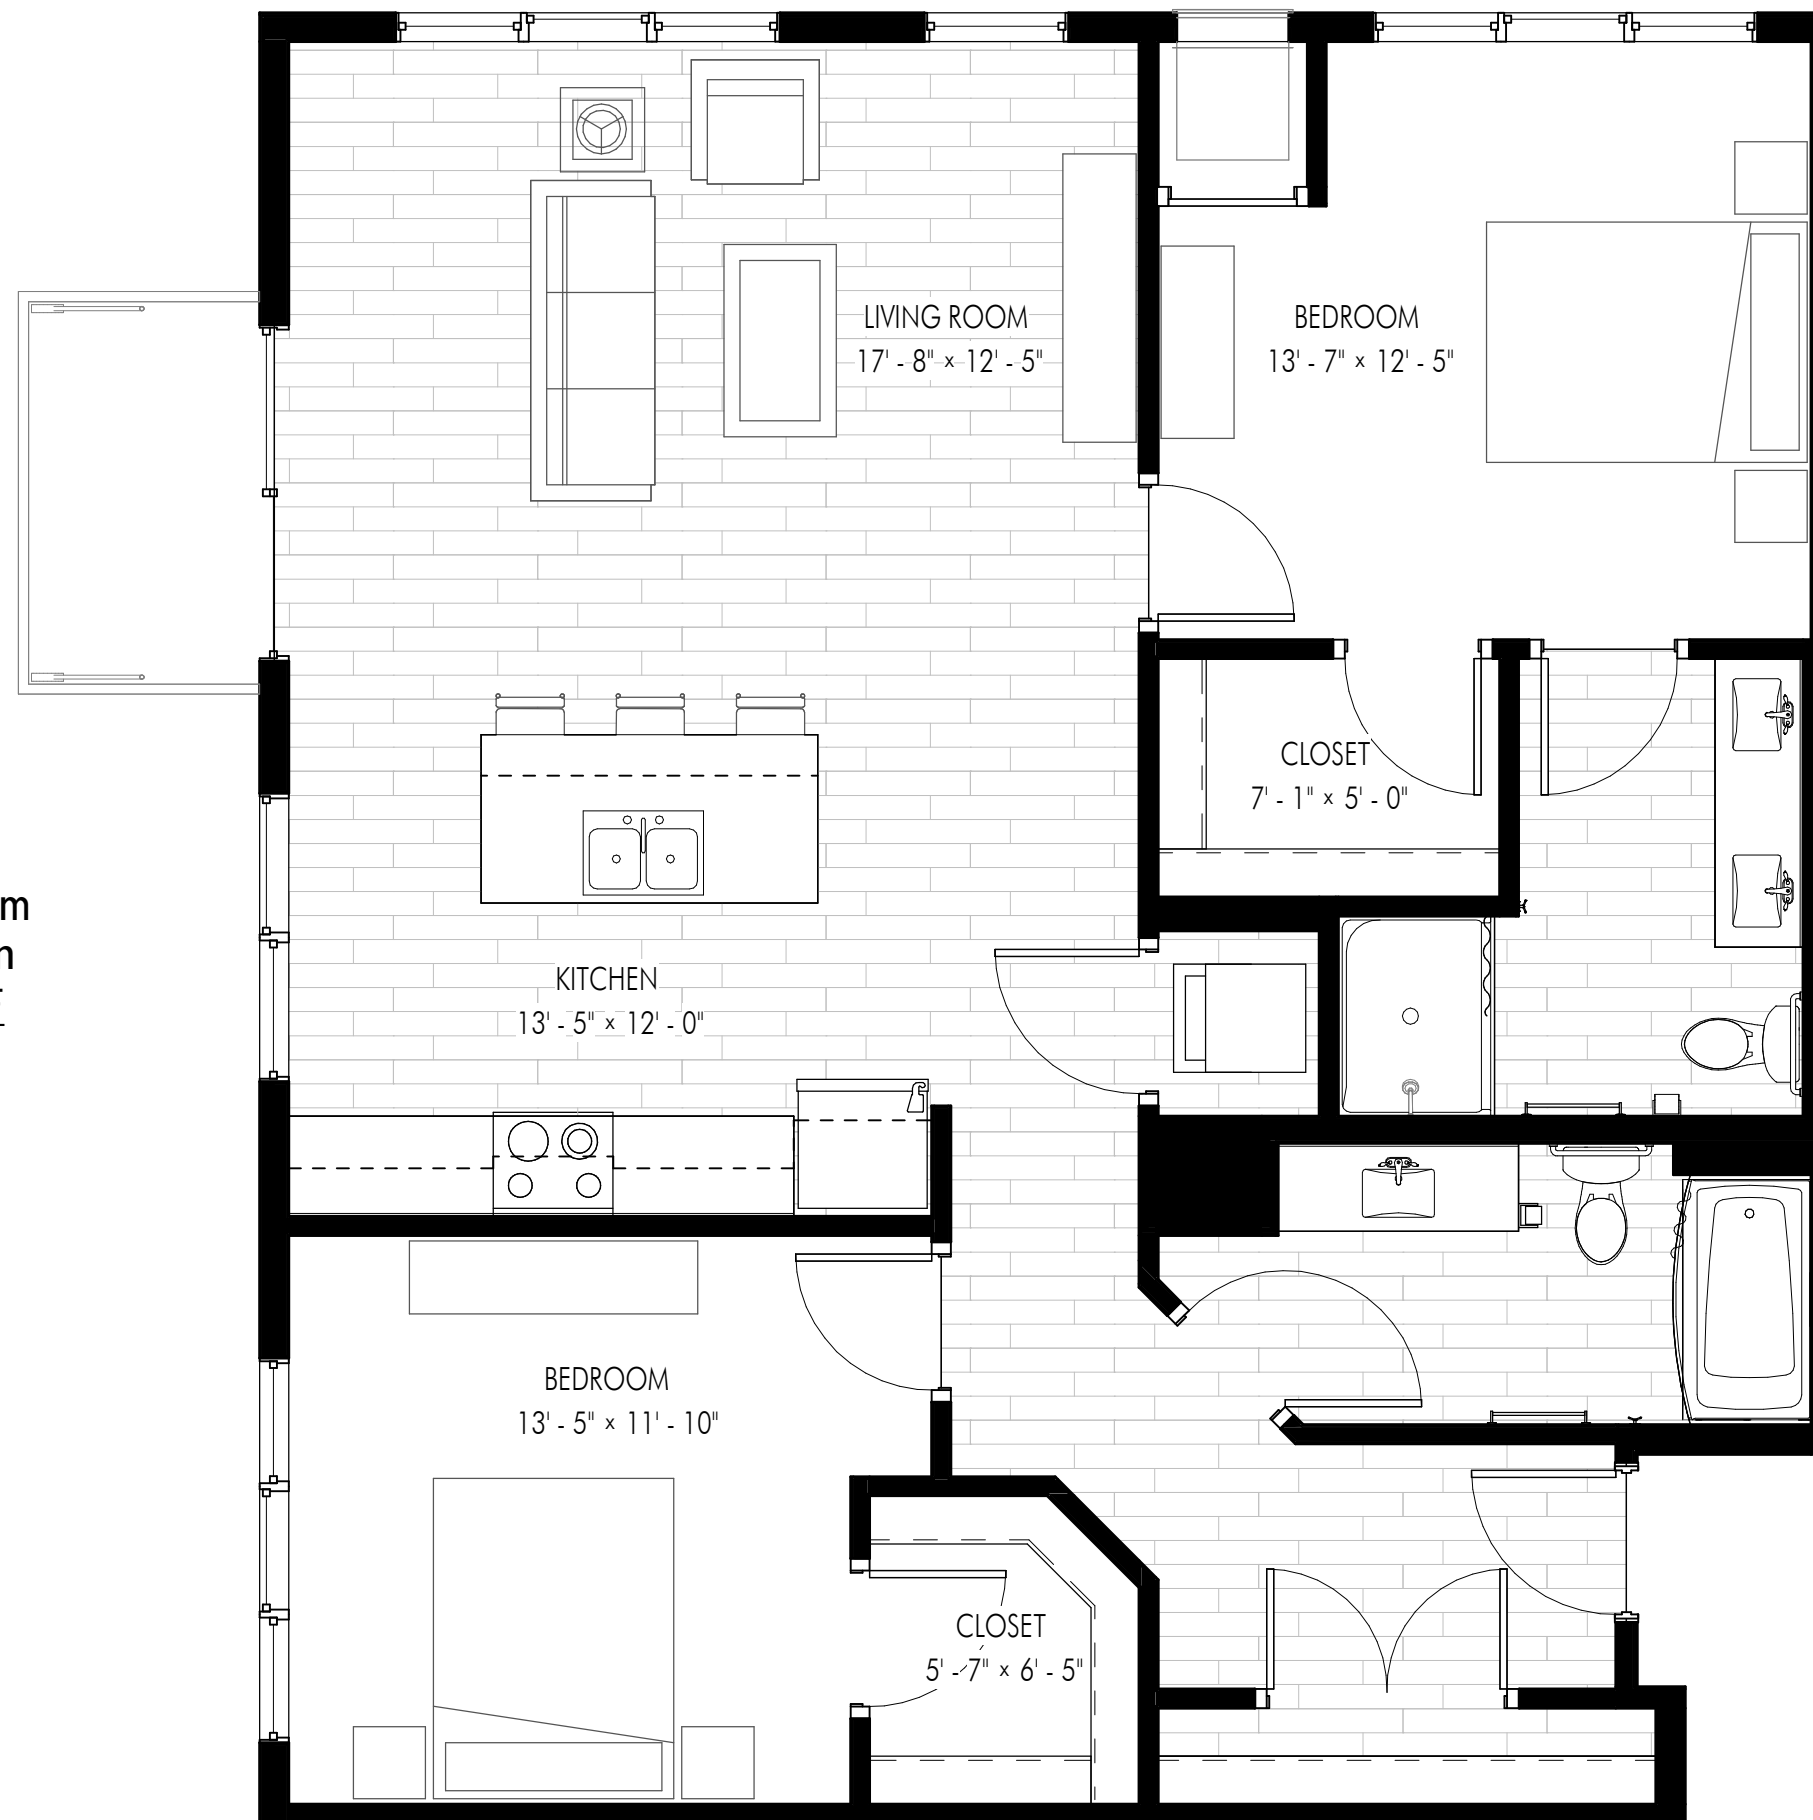 LIVING ROOM
17' - 8" x 12' - 5"
BEDROOM
13' - 7" x 12' - 5"
CLOSET
7' - 1" x 5' - 0"
KITCHEN
13' - 5" x 12' - 0"
BEDROOM
13' - 5" x 11' - 10"
CLOSET
5' - 7" x 6' - 5"